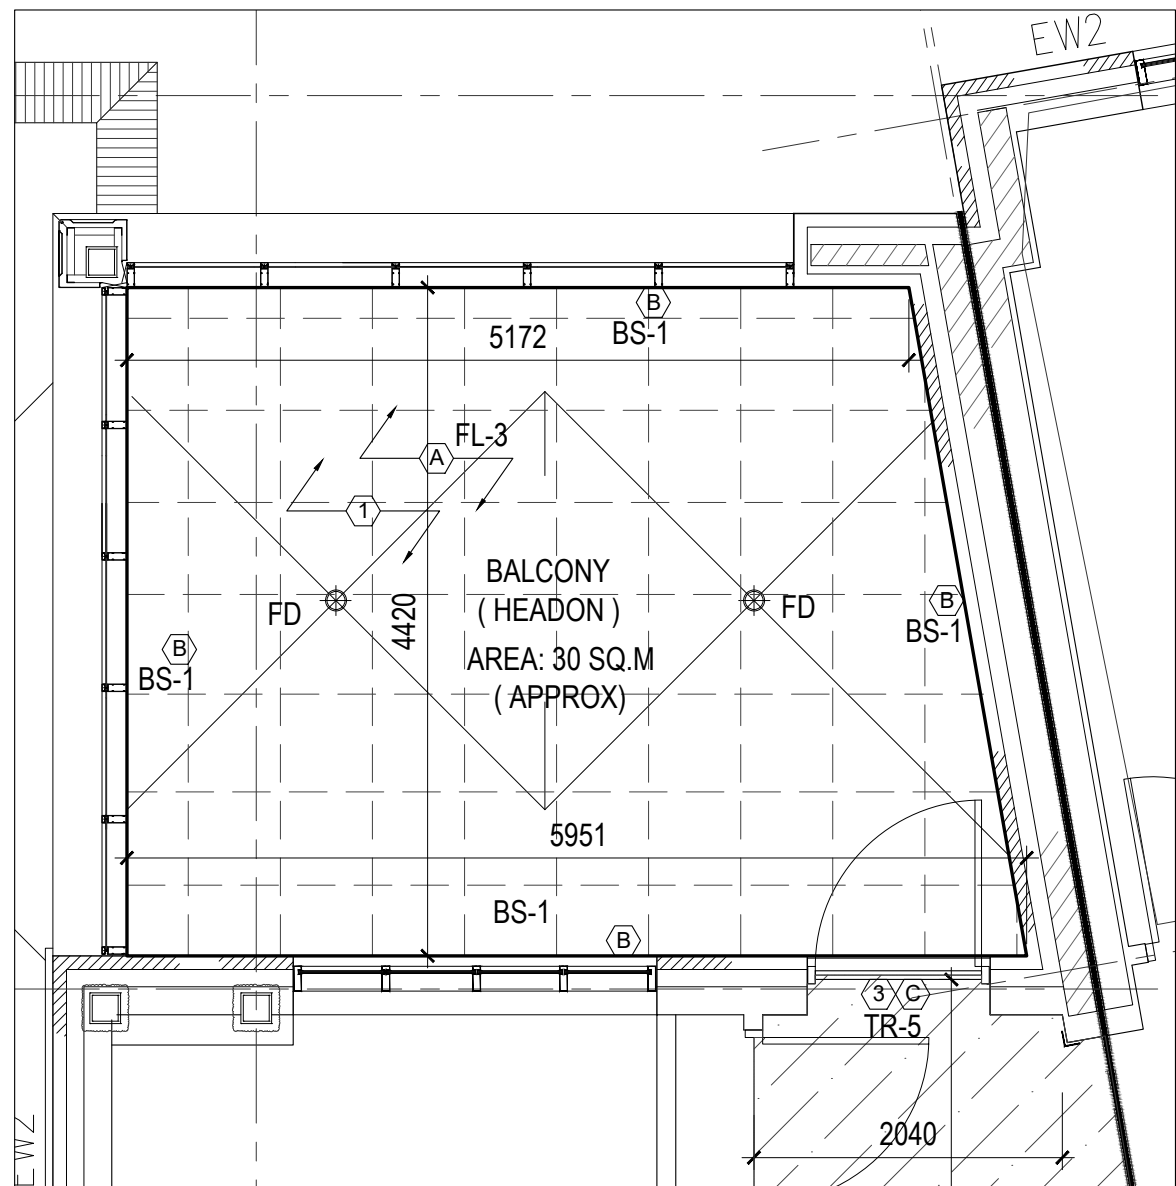 EW2
B
5172
BS-1
FL-3
A
1
BALCONY
( HEADON )
AREA: 30 SQ.M
( APPROX)
FD
FD
4420
B
BS-1
B
BS-1
5951
BS-1
B
3
C
TR-5
2040
EW2